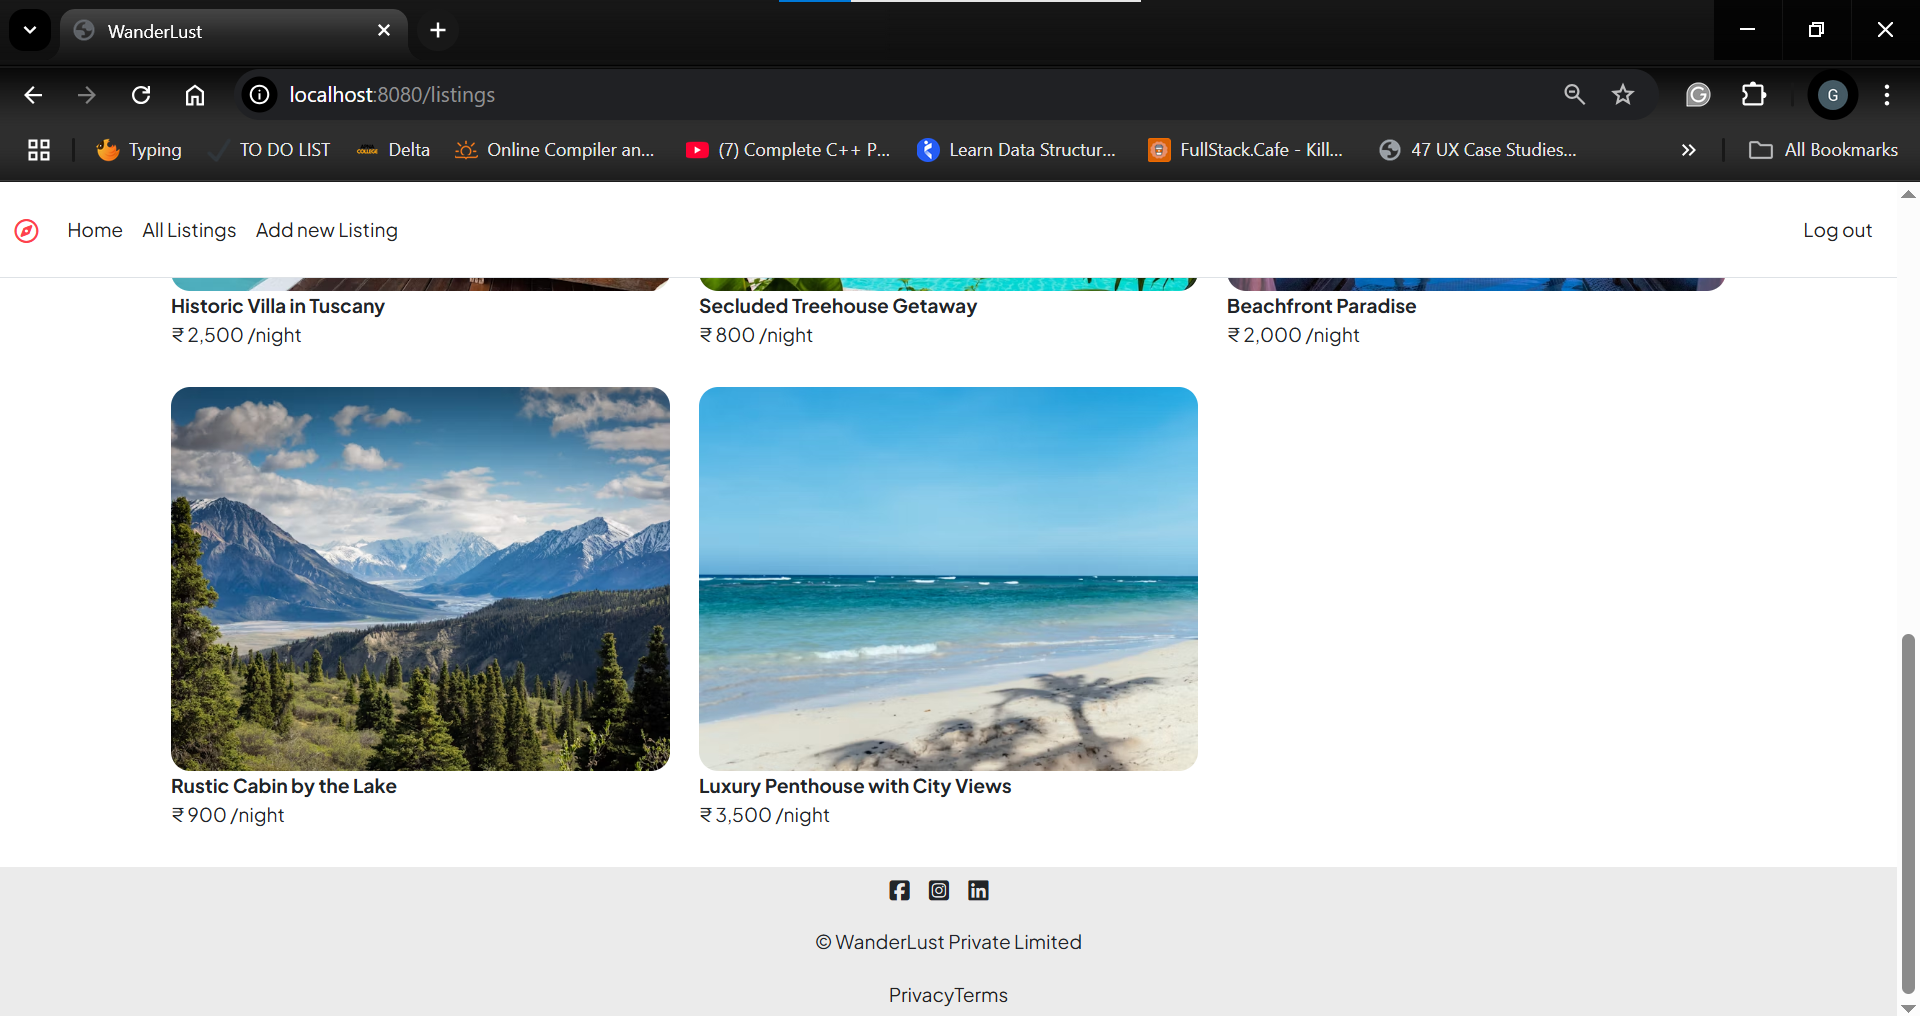 WanderLust
localhost:8080/listings
G
Typing
TO DO LIST
Delta
Online Compiler an...
(7) Complete C++ P...
Learn Data Structur...
FullStack.Cafe - Kill...
47 UX Case Studies...
All Bookmarks
Home
All Listings
Add new Listing
Log out
Historic Villa in Tuscany
₹ 2,500 /night
Secluded Treehouse Getaway
₹ 800 /night
Beachfront Paradise
₹ 2,000 /night
Rustic Cabin by the Lake
₹ 900 /night
Luxury Penthouse with City Views
₹ 3,500 /night
© WanderLust Private Limited
PrivacyTerms